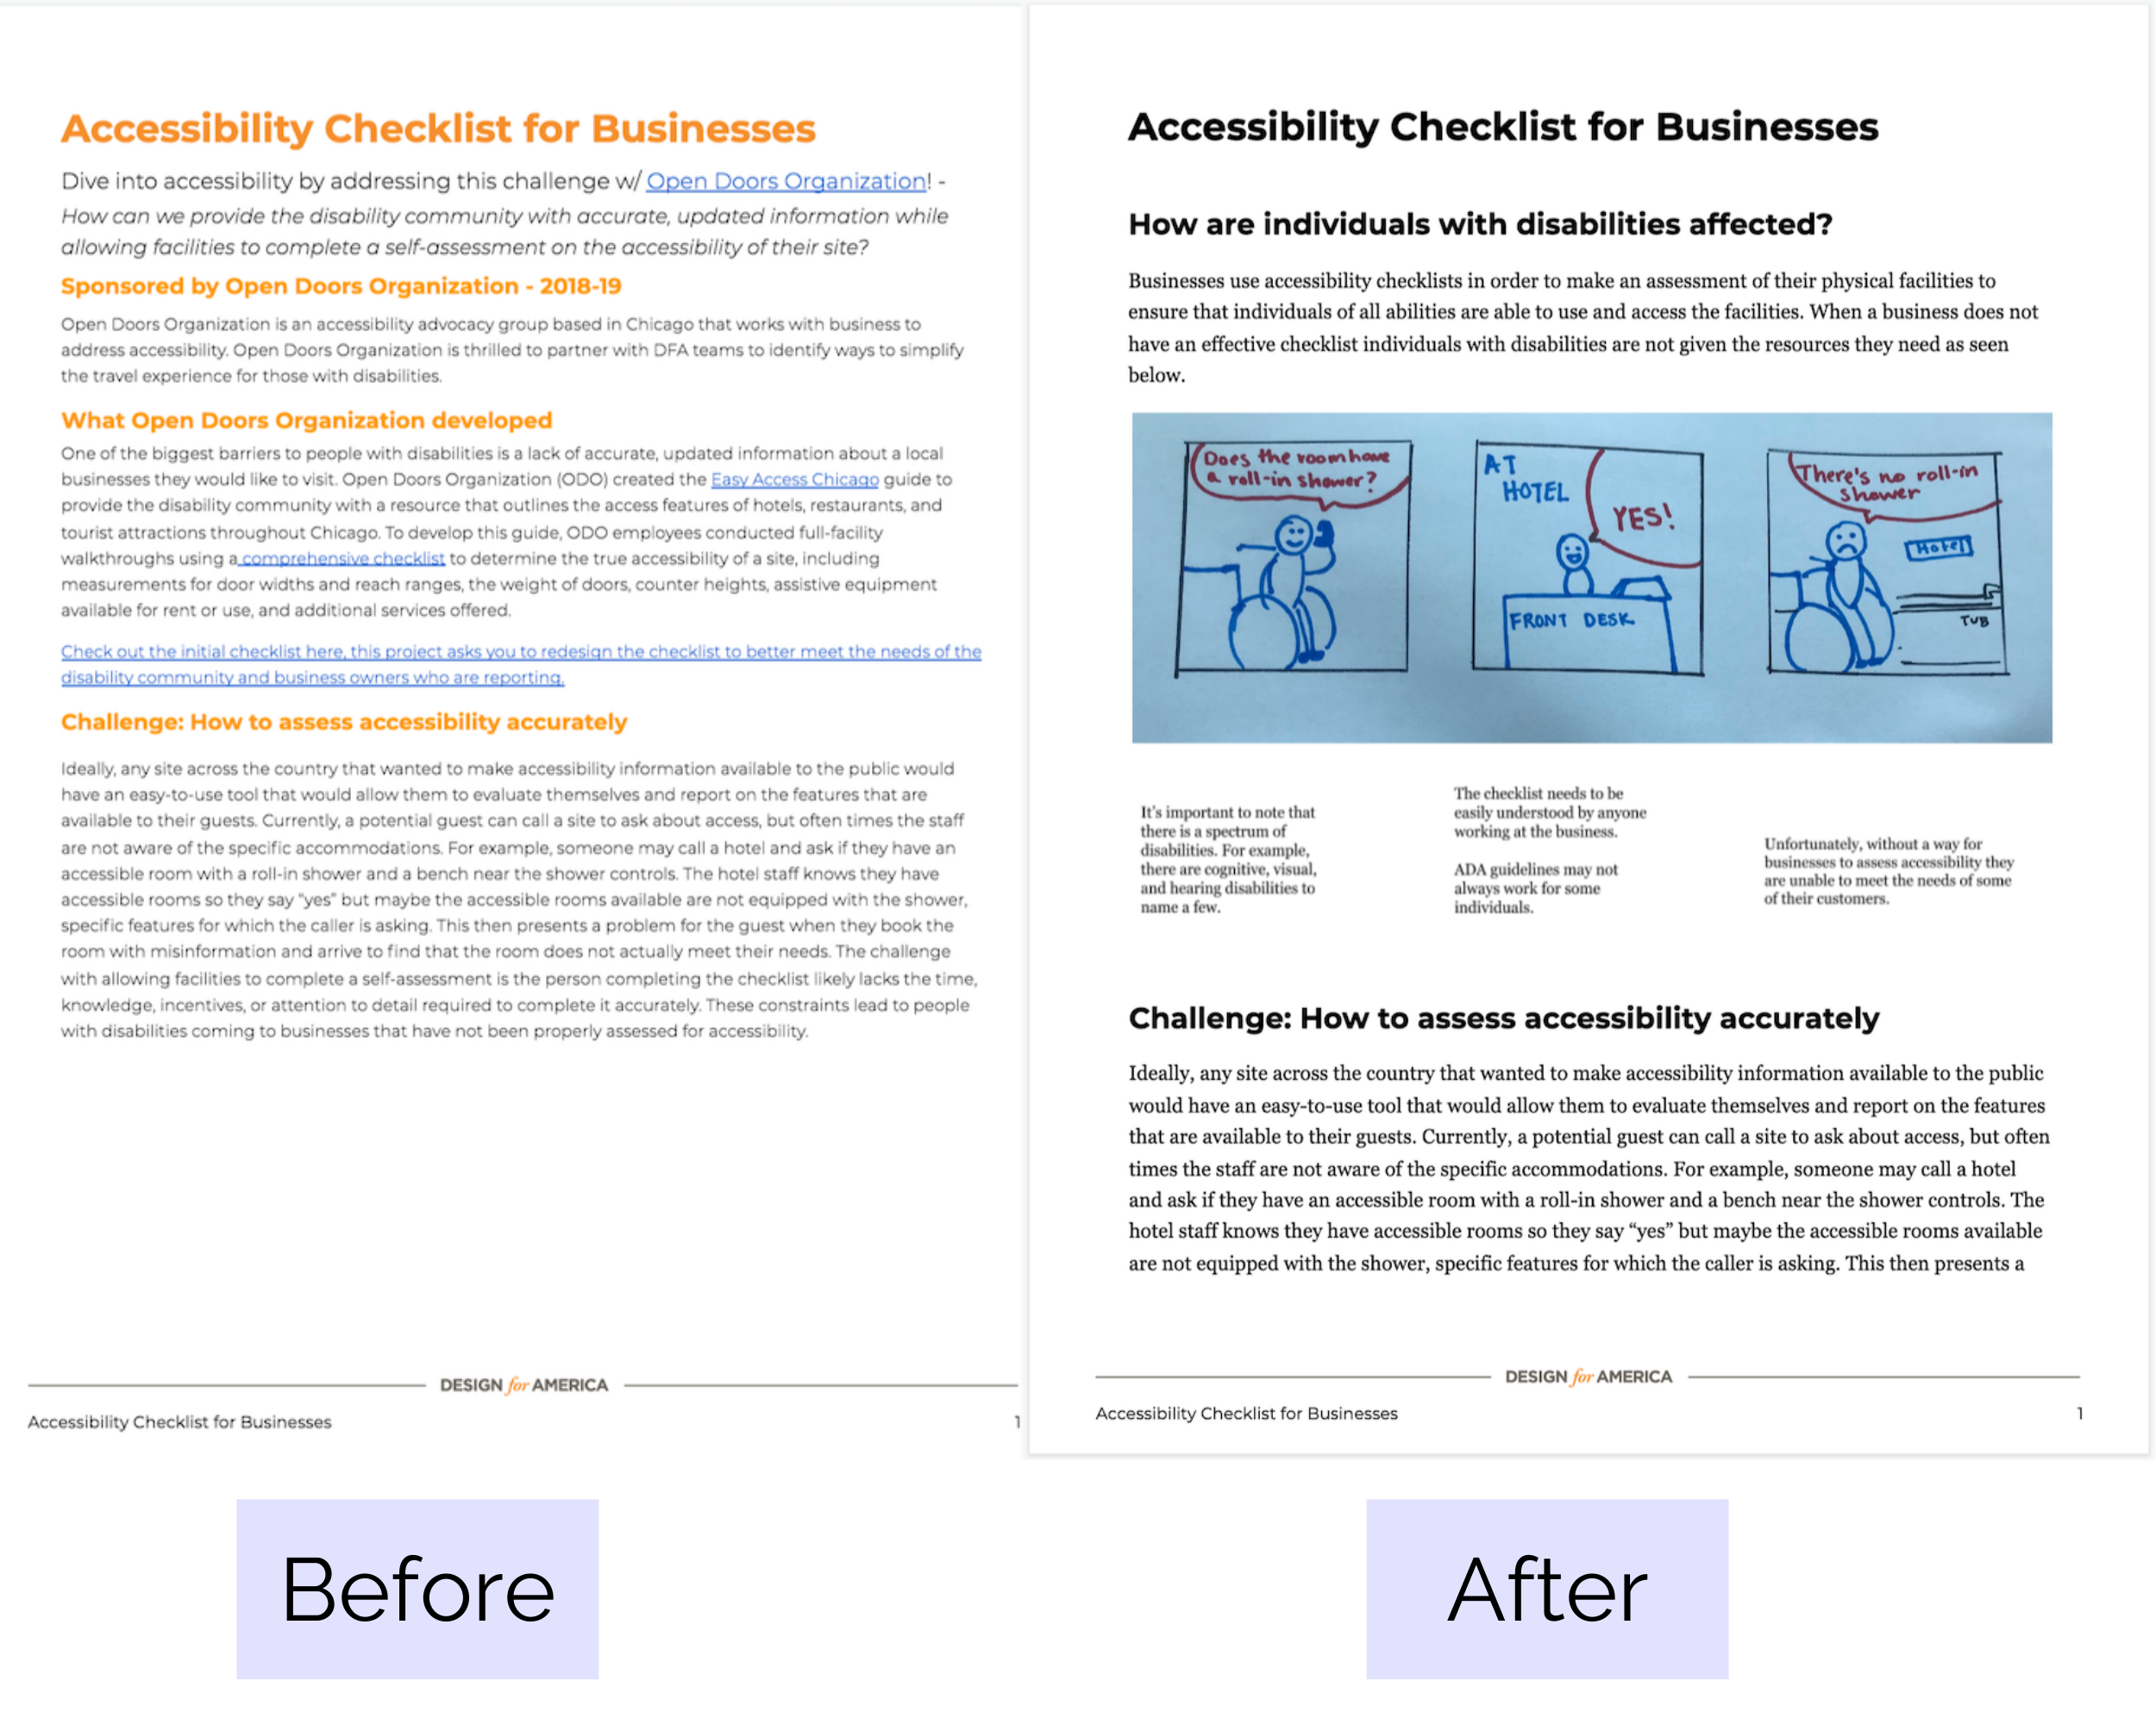 Accessibility Checklist for Businesses
Dive into accessibility by addressing this challenge w/ Open Doors Organization! -
How can we provide the disability community with accurate, updated information while
allowing facilities to complete a self-assessment on the accessibility of their site?
Sponsored by Open Doors Organization - 2018-19
Open Doors Organization is an accessibility advocacy group based in Chicago that works with business to
address accessibility. Open Doors Organization is thrilled to partner with DFA teams to identify ways to simplify
the travel experience for those with disabilities.
What Open Doors Organization developed
One of the biggest barriers to people with disabilities is a lack of accurate, updated information about a local
businesses they would like to visit. Open Doors Organization (ODO) created the Easy Access Chicago guide to
provide the disability community with a resource that outlines the access features of hotels, restaurants, and
tourist attractions throughout Chicago. To develop this guide, ODO employees conducted full-facility
walkthroughs using a comprehensive checklist to determine the true accessibility of a site, including
measurements for door widths and reach ranges, the weight of doors, counter heights, assistive equipment
available for rent or use, and additional services offered.
Check out the initial checklist here, this project asks you to redesign the checklist to better meet the needs of the
disability community and business owners who are reporting.
Challenge: How to assess accessibility accurately
Ideally, any site across the country that wanted to make accessibility information available to the public would
have an easy-to-use tool that would allow them to evaluate themselves and report on the features that are
available to their guests. Currently, a potential guest can call a site to ask about access, but often times the staff
are not aware of the specific accommodations. For example, someone may call a hotel and ask if they have an
accessible room with a roll-in shower and a bench near the shower controls. The hotel staff knows they have
accessible rooms so they say “yes” but maybe the accessible rooms available are not equipped with the shower,
specific features for which the caller is asking. This then presents a problem for the guest when they book the
room with misinformation and arrive to find that the room does not actually meet their needs. The challenge
with allowing facilities to complete a self-assessment is the person completing the checklist likely lacks the time,
knowledge, incentives, or attention to detail required to complete it accurately. These constraints lead to people
with disabilities coming to businesses that have not been properly assessed for accessibility.
DESIGN for AMERICA
Accessibility Checklist for Businesses
1
Before
Accessibility Checklist for Businesses
How are individuals with disabilities affected?
Businesses use accessibility checklists in order to make an assessment of their physical facilities to
ensure that individuals of all abilities are able to use and access the facilities. When a business does not
have an effective checklist individuals with disabilities are not given the resources they need as seen
below.
Does the room have
a roll-in shower?
AT
HOTEL
YES!
FRONT DESK
There's no roll-in
shower
Hotel
TUB
It’s important to note that
there is a spectrum of
disabilities. For example,
there are cognitive, visual,
and hearing disabilities to
name a few.
The checklist needs to be
easily understood by anyone
working at the business.
ADA guidelines may not
always work for some
individuals.
Unfortunately, without a way for
businesses to assess accessibility they
are unable to meet the needs of some
of their customers.
Challenge: How to assess accessibility accurately
Ideally, any site across the country that wanted to make accessibility information available to the public
would have an easy-to-use tool that would allow them to evaluate themselves and report on the features
that are available to their guests. Currently, a potential guest can call a site to ask about access, but often
times the staff are not aware of the specific accommodations. For example, someone may call a hotel
and ask if they have an accessible room with a roll-in shower and a bench near the shower controls. The
hotel staff knows they have accessible rooms so they say “yes” but maybe the accessible rooms available
are not equipped with the shower, specific features for which the caller is asking. This then presents a
DESIGN for AMERICA
Accessibility Checklist for Businesses
1
After